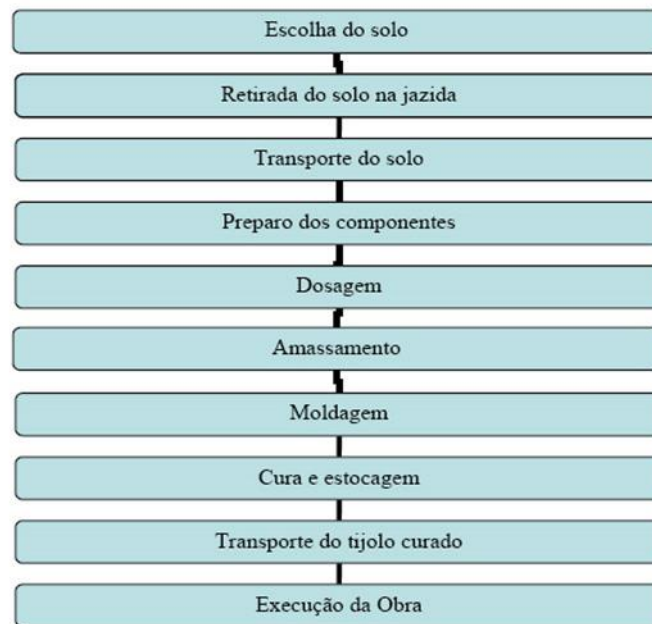 Escolha do solo
Retirada do solo na jazida
Transporte do solo
Preparo dos componentes
Dosagem
Amassamento
Moldagem
Cura e estocagem
Transporte do tijolo curado
Execução da Obra